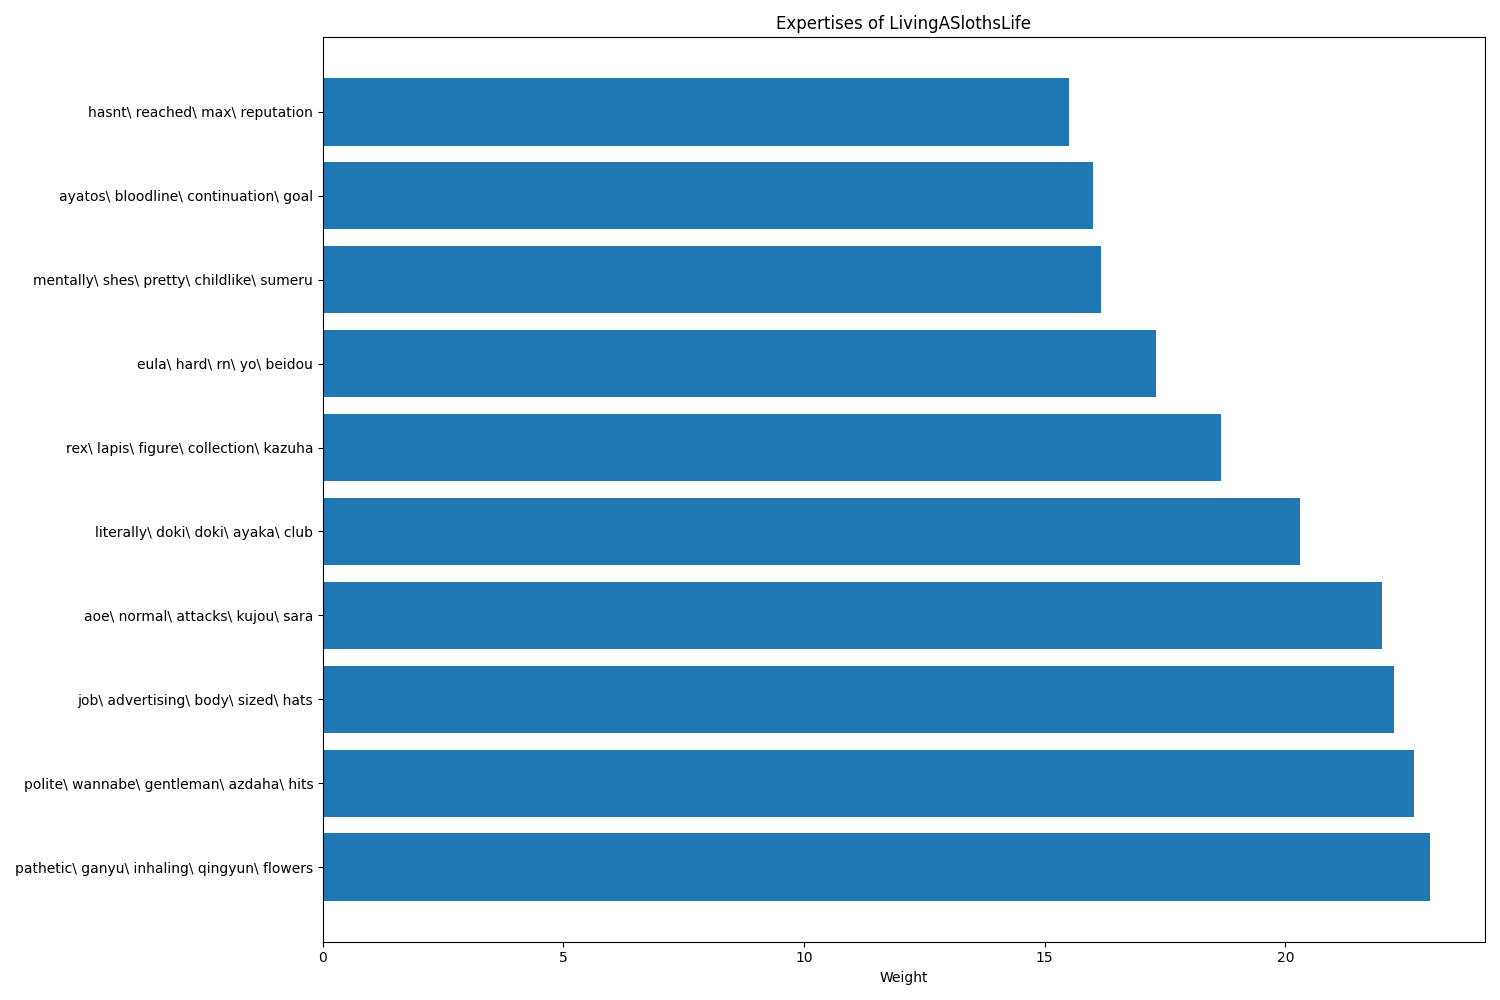 Expertises of LivingASlothsLife
hasnt\ reached\ max\ reputation
ayatos\ bloodline\ continuation\ goal
mentally\ shes\ pretty\ childlike\ sumeru
eula\ hard\ rn\ yo\ beidou
rex\ lapis\ figure\ collection\ kazuha
literally\ doki\ doki\ ayaka\ club
aoe\ normal\ attacks\ kujou\ sara
job\ advertising\ body\ sized\ hats
polite\ wannabe\ gentleman\ azdaha\ hits
pathetic\ ganyu\ inhaling\ qingyun\ flowers
0 5 10 15 20
Weight